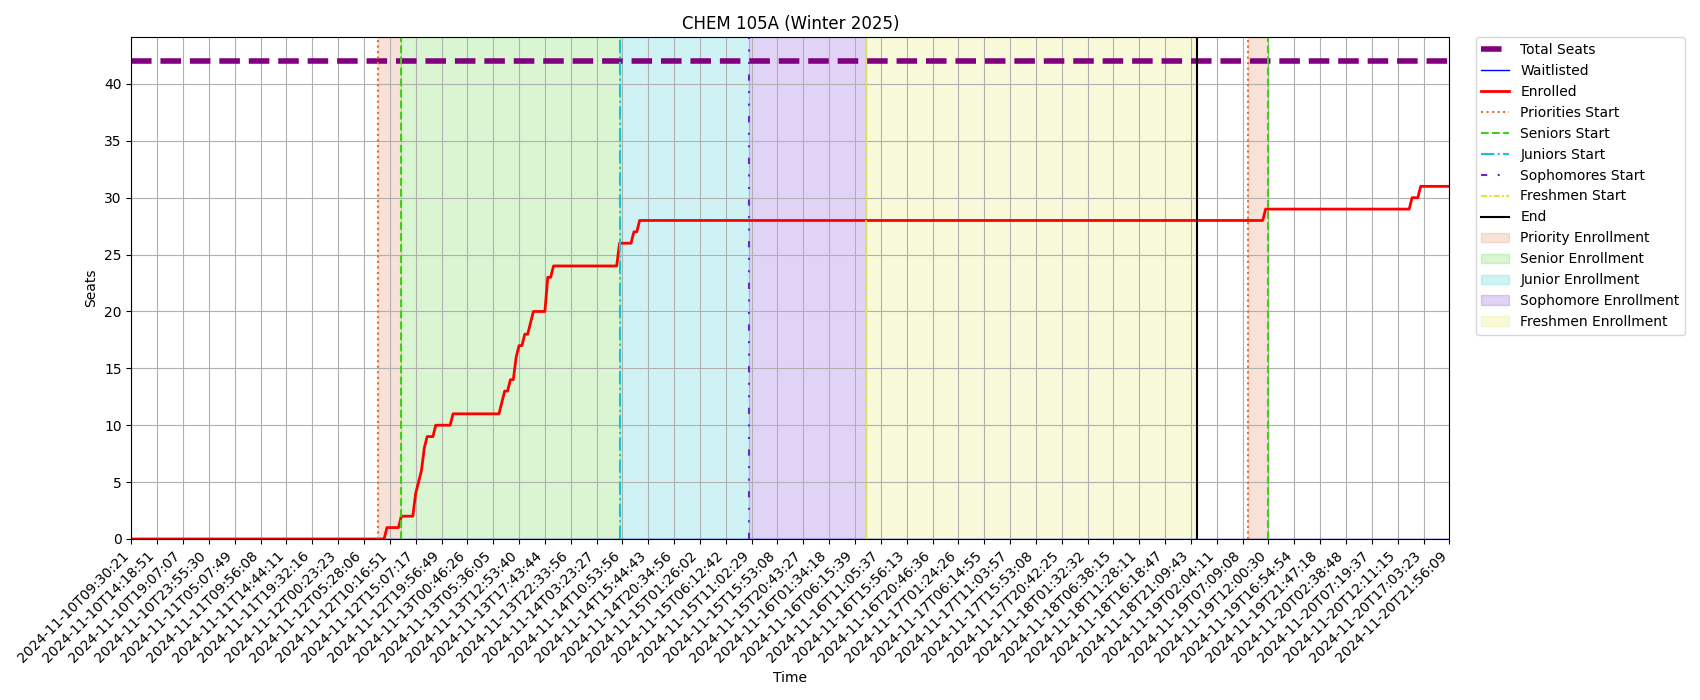 CHEM 105A (Winter 2025)
Total Seats
Waitlisted
Enrolled
Priorities Start
Seniors Start
Juniors Start
Sophomores Start
Freshmen Start
End
Priority Enrollment
Senior Enrollment
Junior Enrollment
Sophomore Enrollment
Freshmen Enrollment
Seats
40
35
30
25
20
15
10
5
0
2024-11-10T09:30:21
2024-11-10T14:18:51
2024-11-10T19:07:07
2024-11-10T23:55:30
2024-11-11T05:07:49
2024-11-11T09:56:08
2024-11-11T14:44:11
2024-11-11T19:32:16
2024-11-12T00:23:23
2024-11-12T05:28:06
2024-11-12T10:16:51
2024-11-12T15:07:17
2024-11-12T19:56:49
2024-11-13T00:46:26
2024-11-13T05:36:05
2024-11-13T12:53:40
2024-11-13T17:43:44
2024-11-13T22:33:56
2024-11-14T03:23:27
2024-11-14T10:53:56
2024-11-14T15:44:43
2024-11-14T20:34:56
2024-11-15T01:26:02
2024-11-15T06:12:42
2024-11-15T11:02:29
2024-11-15T15:53:08
2024-11-15T20:43:27
2024-11-16T01:34:18
2024-11-16T06:15:39
2024-11-16T11:05:37
2024-11-16T15:56:13
2024-11-16T20:46:36
2024-11-17T01:24:26
2024-11-17T06:14:55
2024-11-17T11:03:57
2024-11-17T15:53:08
2024-11-17T20:42:25
2024-11-18T01:32:32
2024-11-18T06:38:15
2024-11-18T11:28:11
2024-11-18T16:18:47
2024-11-18T21:09:43
2024-11-19T02:04:11
2024-11-19T07:09:08
2024-11-19T12:00:30
2024-11-19T16:54:54
2024-11-19T21:47:18
2024-11-20T02:38:48
2024-11-20T07:19:37
2024-11-20T12:11:15
2024-11-20T17:03:23
2024-11-20T21:56:09
Time